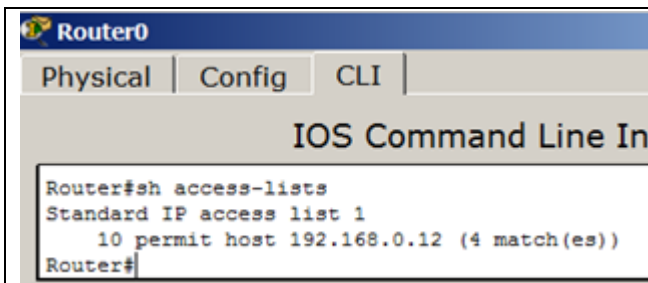 Router0
Physical Config CLI
IOS Command Line In
Router#sh access-lists
Standard IP access list 1
    10 permit host 192.168.0.12 (4 match(es))
Router#